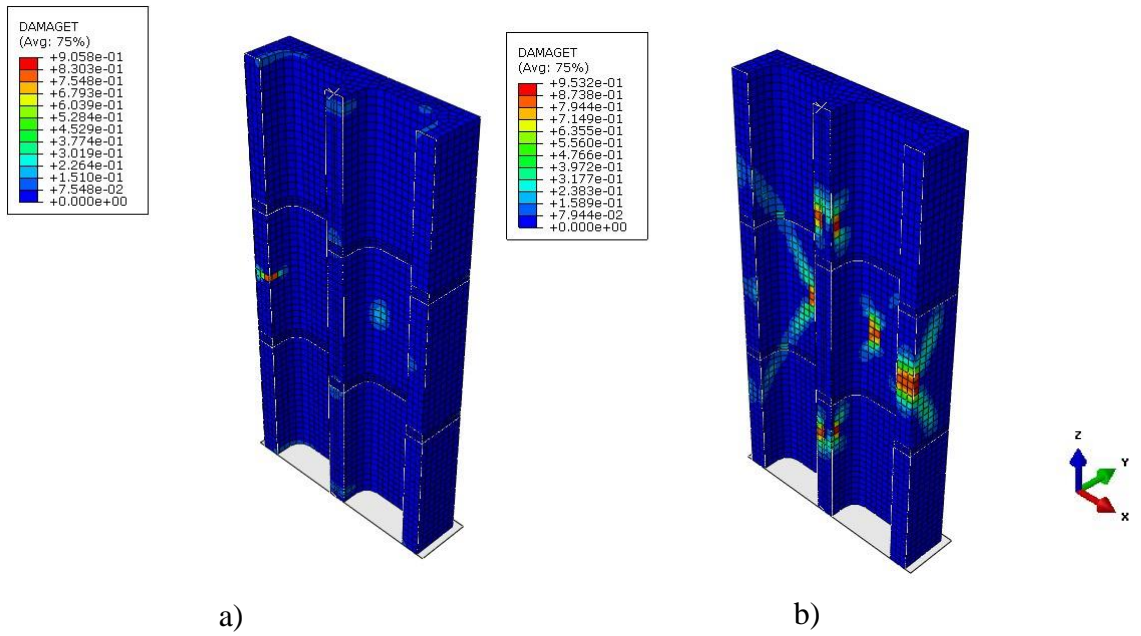 DAMAGET
(Avg: 75%)
+9.058e-01
+8.303e-01
+7.548e-01
+6.793e-01
+6.039e-01
+5.284e-01
+4.529e-01
+3.774e-01
+3.019e-01
+2.264e-01
+1.510e-01
+7.548e-02
+0.000e+00
DAMAGET
(Avg: 75%)
+9.532e-01
+8.738e-01
+7.944e-01
+7.149e-01
+6.355e-01
+5.560e-01
+4.766e-01
+3.972e-01
+3.177e-01
+2.383e-01
+1.589e-01
+7.944e-02
+0.000e+00
Z
Y
X
a)
b)